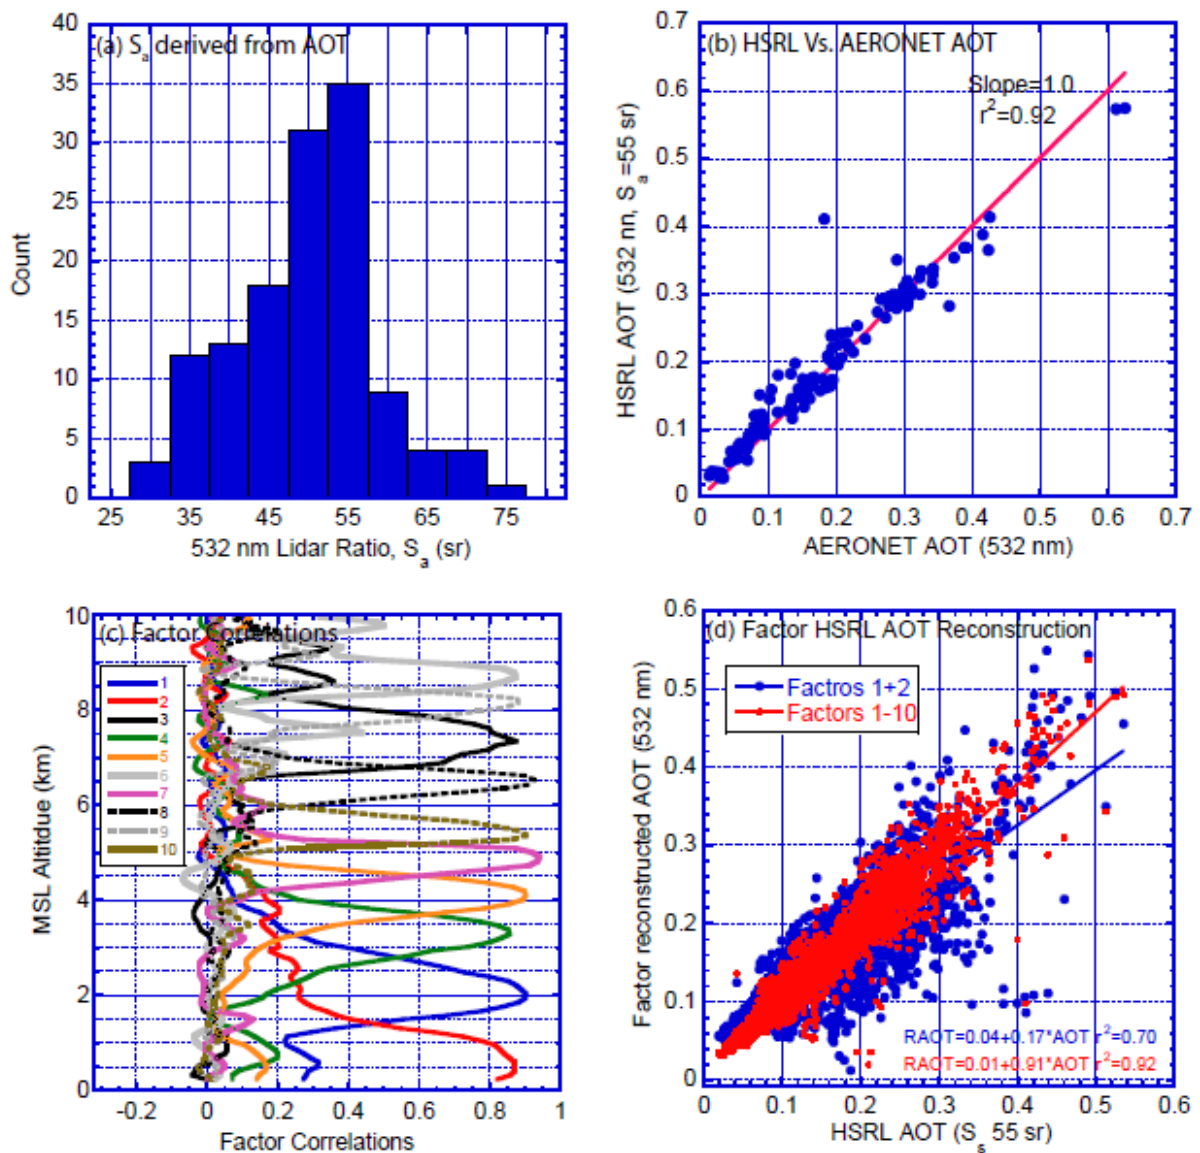 (a) Sa derived from AOT
40
35
30
25
20
15
10
5
0
Count
25 35 45 55 65 75
532 nm Lidar Ratio, Sa (sr)
(b) HSRL Vs. AERONET AOT
Slope=1.0
r²=0.92
0.7
0.6
0.5
0.4
0.3
0.2
0.1
0
HSRL AOT (532 nn, Sa=55 sr)
0 0.1 0.2 0.3 0.4 0.5 0.6 0.7
AERONET AOT (532 nm)
(c) Factor Correlations
10
8
6
4
2
0
MSL Altitdue (km)
1
2
3
4
5
6
7
8
9
10
-0.2 0 0.2 0.4 0.6 0.8 1
Factor Correlations
(d) Factor HSRL AOT Reconstruction
Factros 1+2
Factors 1-10
0.6
0.5
0.4
0.3
0.2
0.1
0
Factor reconstructed AOT (532 nm)
RAOT=0.04+0.17*AOT r²=0.70
RAOT=0.01+0.91*AOT r²=0.92
0 0.1 0.2 0.3 0.4 0.5 0.6
HSRL AOT (Ss 55 sr)